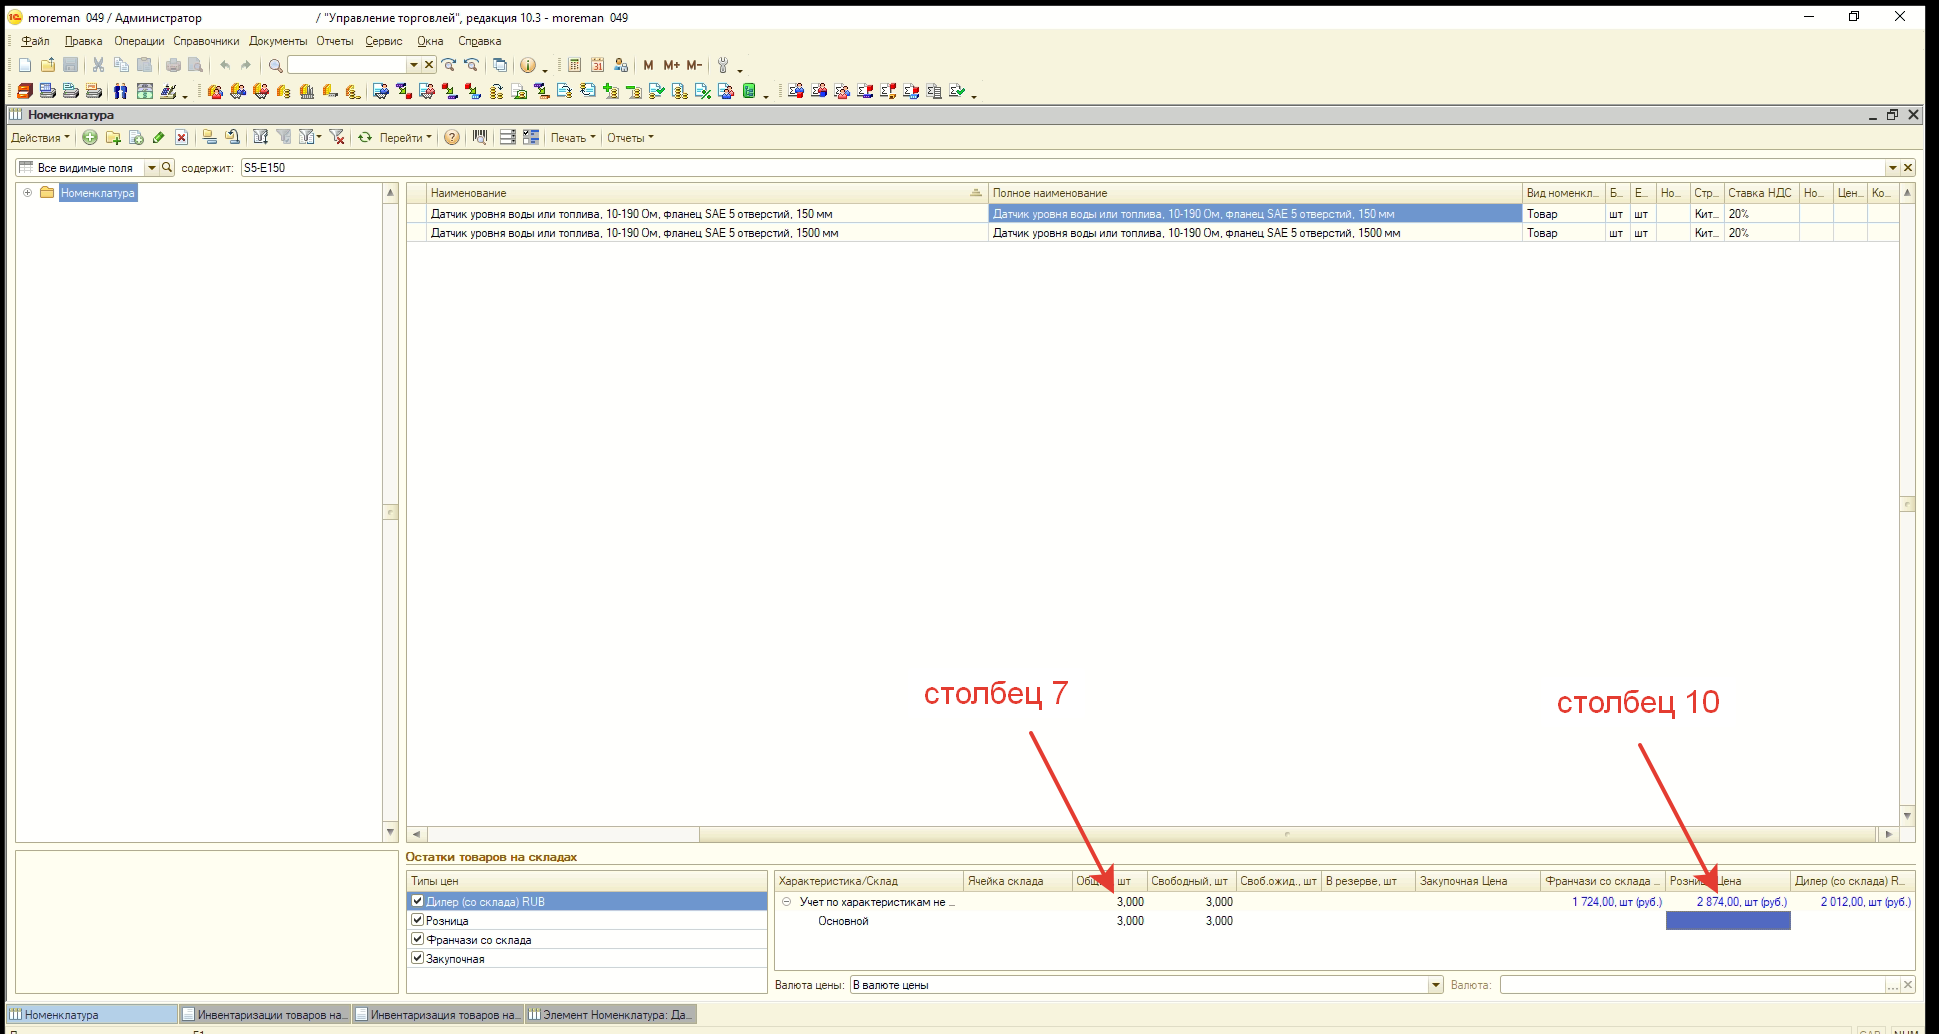 moreman 049 / Администратор / "Управление торговлей", редакция 10.3 - moreman 049
Файл Правка Операции Справочники Документы Отчеты Сервис Окна Справка
M M+ M-
Номенклатура
Действия Перейти Печать Отчеты
Все видимые поля содержит: S5-E150
Номенклатура
Наименование Полное наименование Вид номенкл... Б... Е... Но... Стр... Ставка НДС Но... Цен... Ко...
Датчик уровня воды или топлива, 10-190 Ом, фланец SAE 5 отверстий, 150 мм Датчик уровня воды или топлива, 10-190 Ом, фланец SAE 5 отверстий, 150 мм Товар шт шт Кит... 20%
Датчик уровня воды или топлива, 10-190 Ом, фланец SAE 5 отверстий, 1500 мм Датчик уровня воды или топлива, 10-190 Ом, фланец SAE 5 отверстий, 1500 мм Товар шт шт Кит... 20%
столбец 7
столбец 10
Остатки товаров на складах
Типы цен
Дилер (со склада) RUB
Розница
Франчази со склада
Закупочная
Характеристика/Склад Ячейка склада шт Свободный, шт Своб.ожид., шт В резерве, шт Закупочная Цена Франчази со склада ... Цена Дилер (со склада) R...
Учет по характеристикам не ... 3,000 3,000 1 724,00, шт (руб.) 2 874,00, шт (руб.) 2 012,00, шт (руб.)
Основной 3,000 3,000
Валюта цены: В валюте цены Валюта:
Номенклатура Инвентаризации товаров на... Инвентаризация товаров на... Элемент Номенклатура: Да...